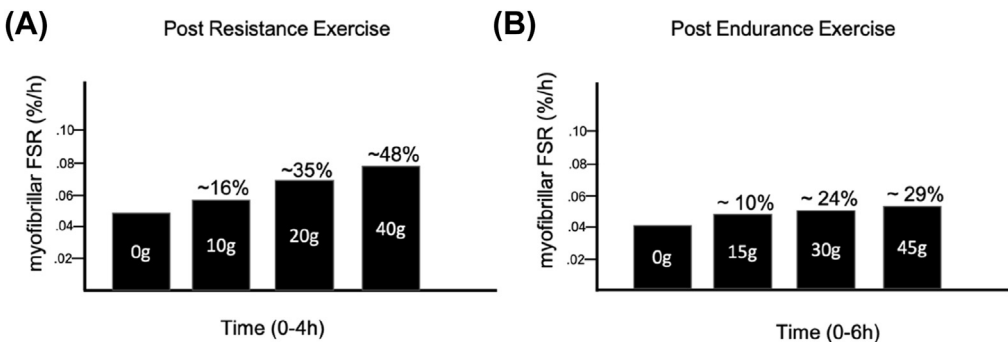 (A)
Post Resistance Exercise
myofibrillar FSR (%/h)
.10
.08
.06
.04
.02
~16%
~35%
~48%
0g
10g
20g
40g
Time (0-4h)
(B)
Post Endurance Exercise
myofibrillar FSR (%/h)
.10
.08
.06
.04
.02
~ 10%
~ 24%
~ 29%
0g
15g
30g
45g
Time (0-6h)